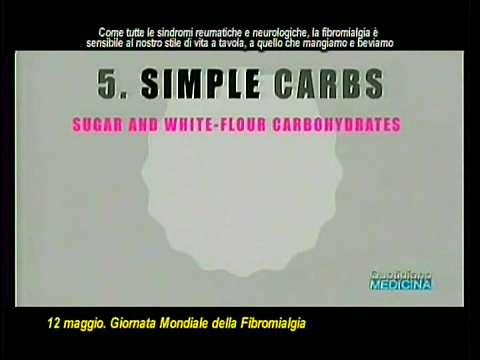 Come tutte le sindromi reumatiche e neurologiche, la fibromialgia è
sensibile al nostro stile di vita a tavola, a quello che mangiamo e beviamo
5. SIMPLE CARBS
SUGAR AND WHITE-FLOUR CARBOHYDRATES
Quotidiano
MEDICINA
12 maggio. Giornata Mondiale della Fibromialgia